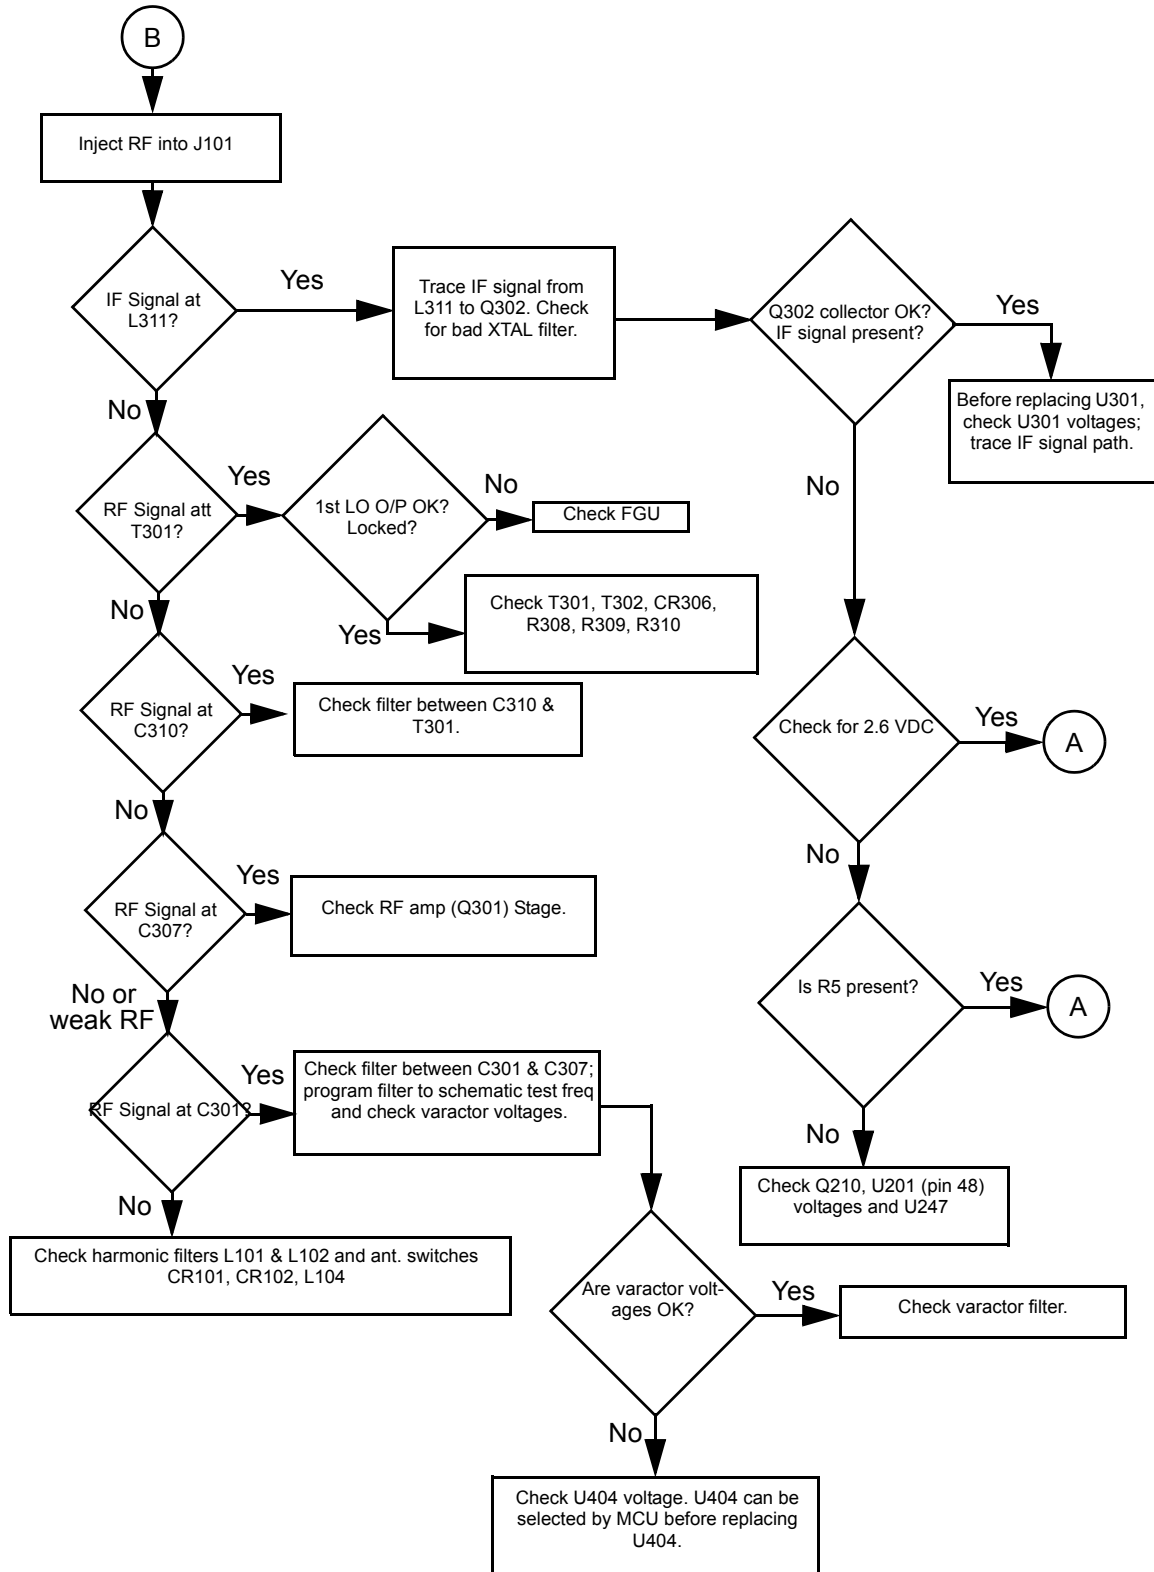 B
Inject RF into J101
IF Signal at
L311?
Yes
Trace IF signal from
L311 to Q302. Check
for bad XTAL filter.
Q302 collector OK?
IF signal present?
Yes
Before replacing U301,
check U301 voltages;
trace IF signal path.
No
RF Signal att
T301?
Yes
1st LO O/P OK?
Locked?
No
Check FGU
Yes
Check T301, T302, CR306,
R308, R309, R310
No
No
RF Signal at
C310?
Yes
Check filter between C310 &
T301.
Check for 2.6 VDC
Yes
A
No
RF Signal at
C307?
Yes
Check RF amp (Q301) Stage.
No
Is R5 present?
Yes
A
No or
weak RF
RF Signal at C301?
Yes
Check filter between C301 & C307;
program filter to schematic test freq
and check varactor voltages.
No
Check Q210, U201 (pin 48)
voltages and U247
No
Check harmonic filters L101 & L102 and ant. switches
CR101, CR102, L104
Are varactor volt-
ages OK?
Yes
Check varactor filter.
No
Check U404 voltage. U404 can be
selected by MCU before replacing
U404.